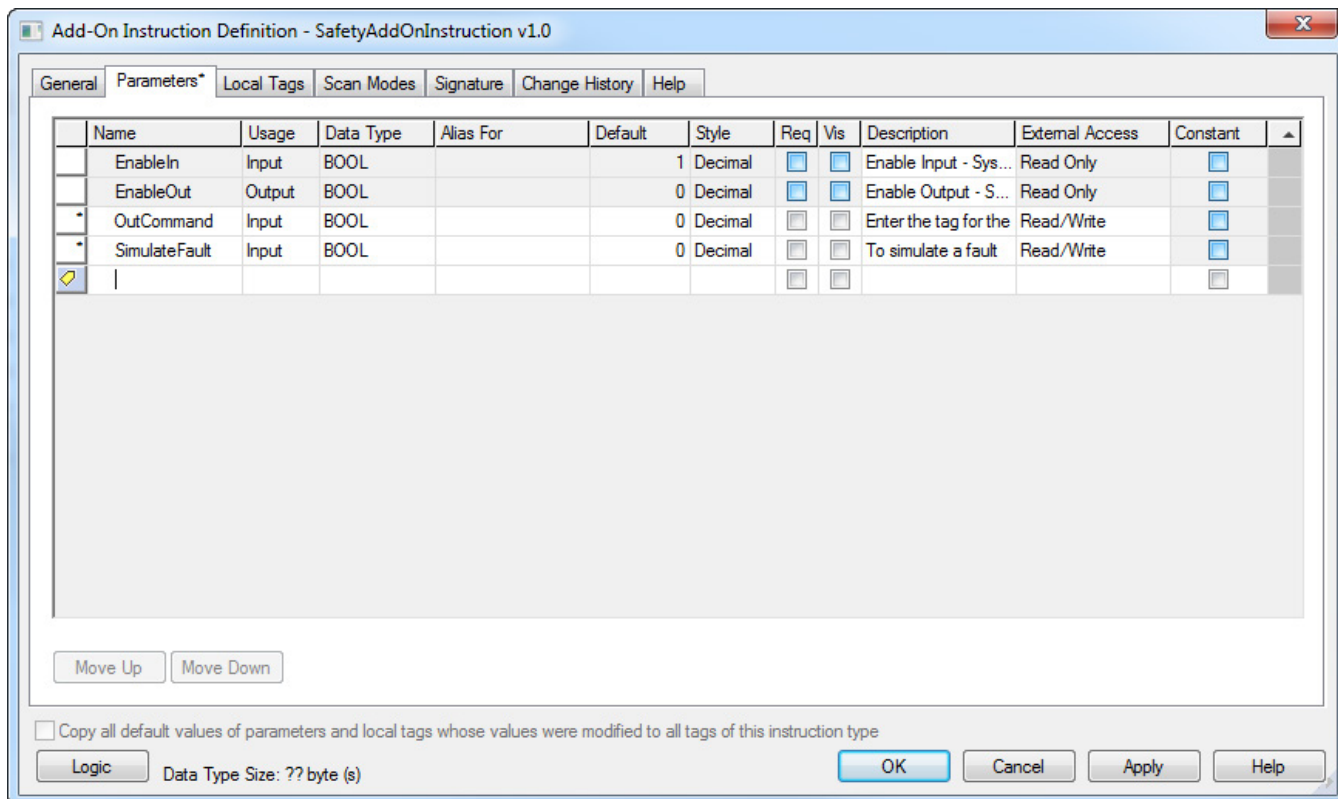 Add-On Instruction Definition - SafetyAddOnInstruction v1.0
General Parameters* Local Tags Scan Modes Signature Change History Help
Name Usage Data Type Alias For Default Style Req Vis Description External Access Constant
EnableIn Input BOOL 1 Decimal Enable Input - Sys... Read Only
EnableOut Output BOOL 0 Decimal Enable Output - S... Read Only
* OutCommand Input BOOL 0 Decimal Enter the tag for the Read/Write
* SimulateFault Input BOOL 0 Decimal To simulate a fault Read/Write
Move Up Move Down
Copy all default values of parameters and local tags whose values were modified to all tags of this instruction type
Logic Data Type Size: ?? byte (s) OK Cancel Apply Help